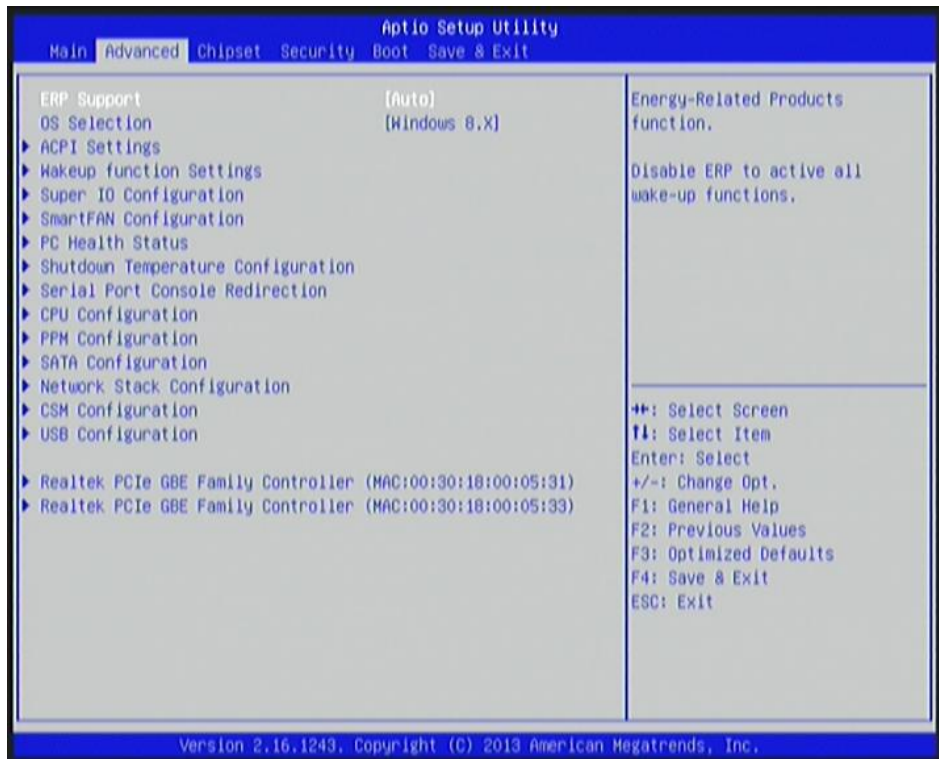 Aptio Setup Utility
Main Advanced Chipset Security Boot Save & Exit
ERP Support [Auto]
OS Selection [Windows 8.X]
ACPI Settings
Wakeup function Settings
Super IO Configuration
SmartFAN Configuration
PC Health Status
Shutdown Temperature Configuration
Serial Port Console Redirection
CPU Configuration
PPM Configuration
SATA Configuration
Network Stack Configuration
CSM Configuration
USB Configuration
Realtek PCIe GBE Family Controller (MAC:00:30:18:00:05:31)
Realtek PCIe GBE Family Controller (MAC:00:30:18:00:05:33)
Energy-Related Products
function.
Disable ERP to active all
wake-up functions.
→←: Select Screen
↑↓: Select Item
Enter: Select
+/-: Change Opt.
F1: General Help
F2: Previous Values
F3: Optimized Defaults
F4: Save & Exit
ESC: Exit
Version 2.16.1243. Copyright (C) 2013 American Megatrends, Inc.